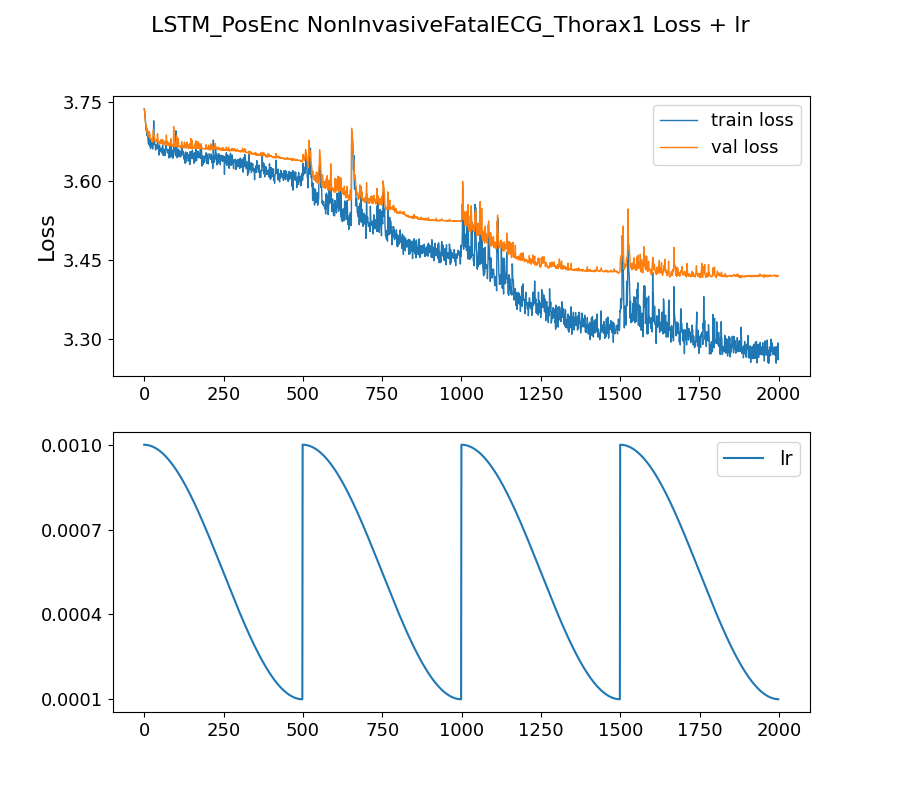 LSTM_PosEnc NonInvasiveFatalECG_Thorax1 Loss + lr
3.75
3.60
3.45
3.30
Loss
train loss
val loss
0 250 500 750 1000 1250 1500 1750 2000
0.0010
0.0007
0.0004
0.0001
lr
0 250 500 750 1000 1250 1500 1750 2000